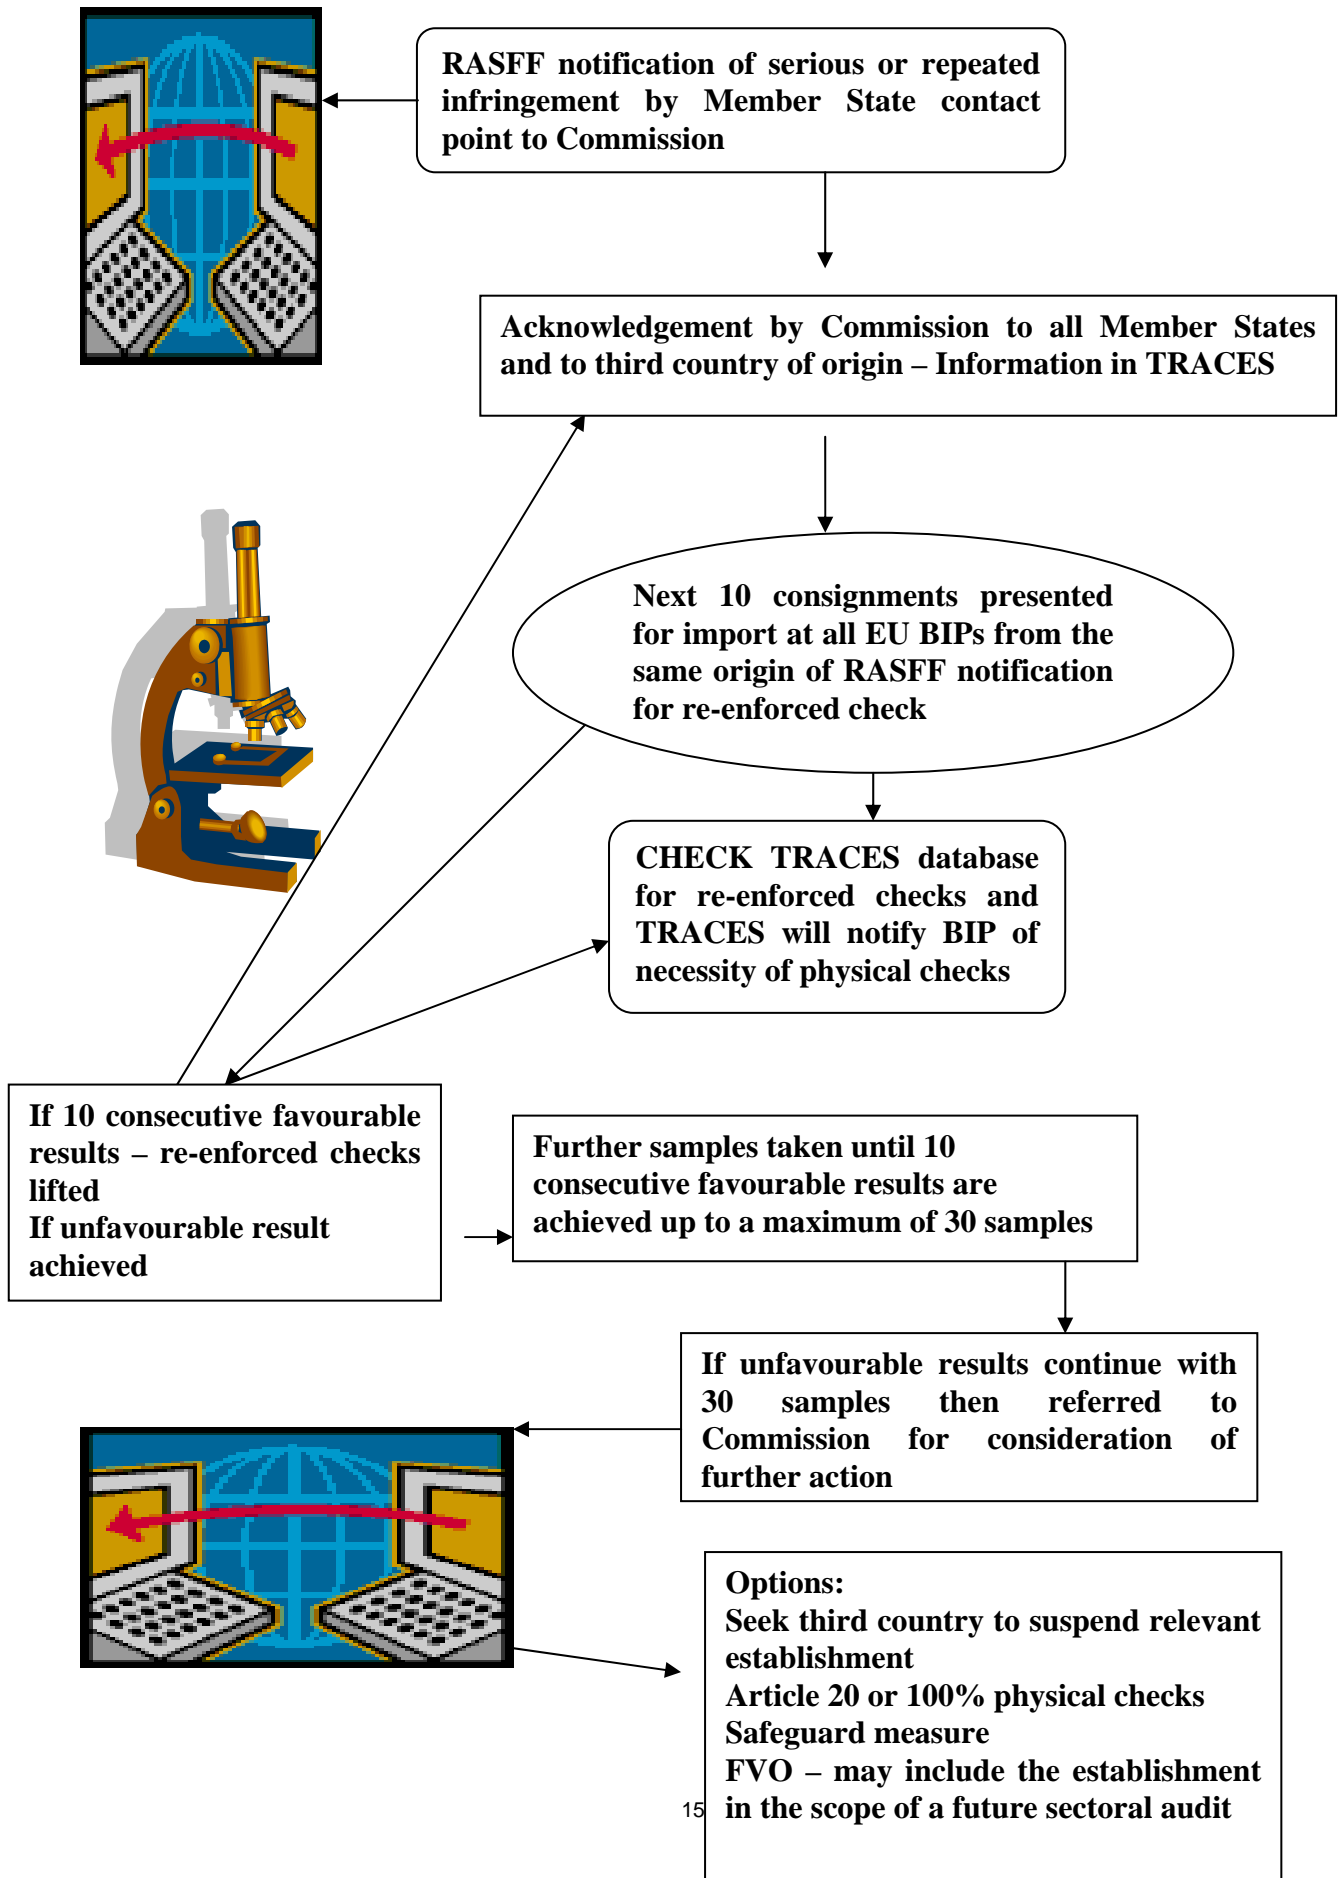 RASFF notification of serious or repeated
infringement by Member State contact
point to Commission
Acknowledgement by Commission to all Member States
and to third country of origin – Information in TRACES
Next 10 consignments presented
for import at all EU BIPs from the
same origin of RASFF notification
for re-enforced check
CHECK TRACES database
for re-enforced checks and
TRACES will notify BIP of
necessity of physical checks
If 10 consecutive favourable
results – re-enforced checks
lifted
If unfavourable result
achieved
Further samples taken until 10
consecutive favourable results are
achieved up to a maximum of 30 samples
If unfavourable results continue with
30 samples then referred to
Commission for consideration of
further action
Options:
Seek third country to suspend relevant
establishment
Article 20 or 100% physical checks
Safeguard measure
FVO – may include the establishment
in the scope of a future sectoral audit
15